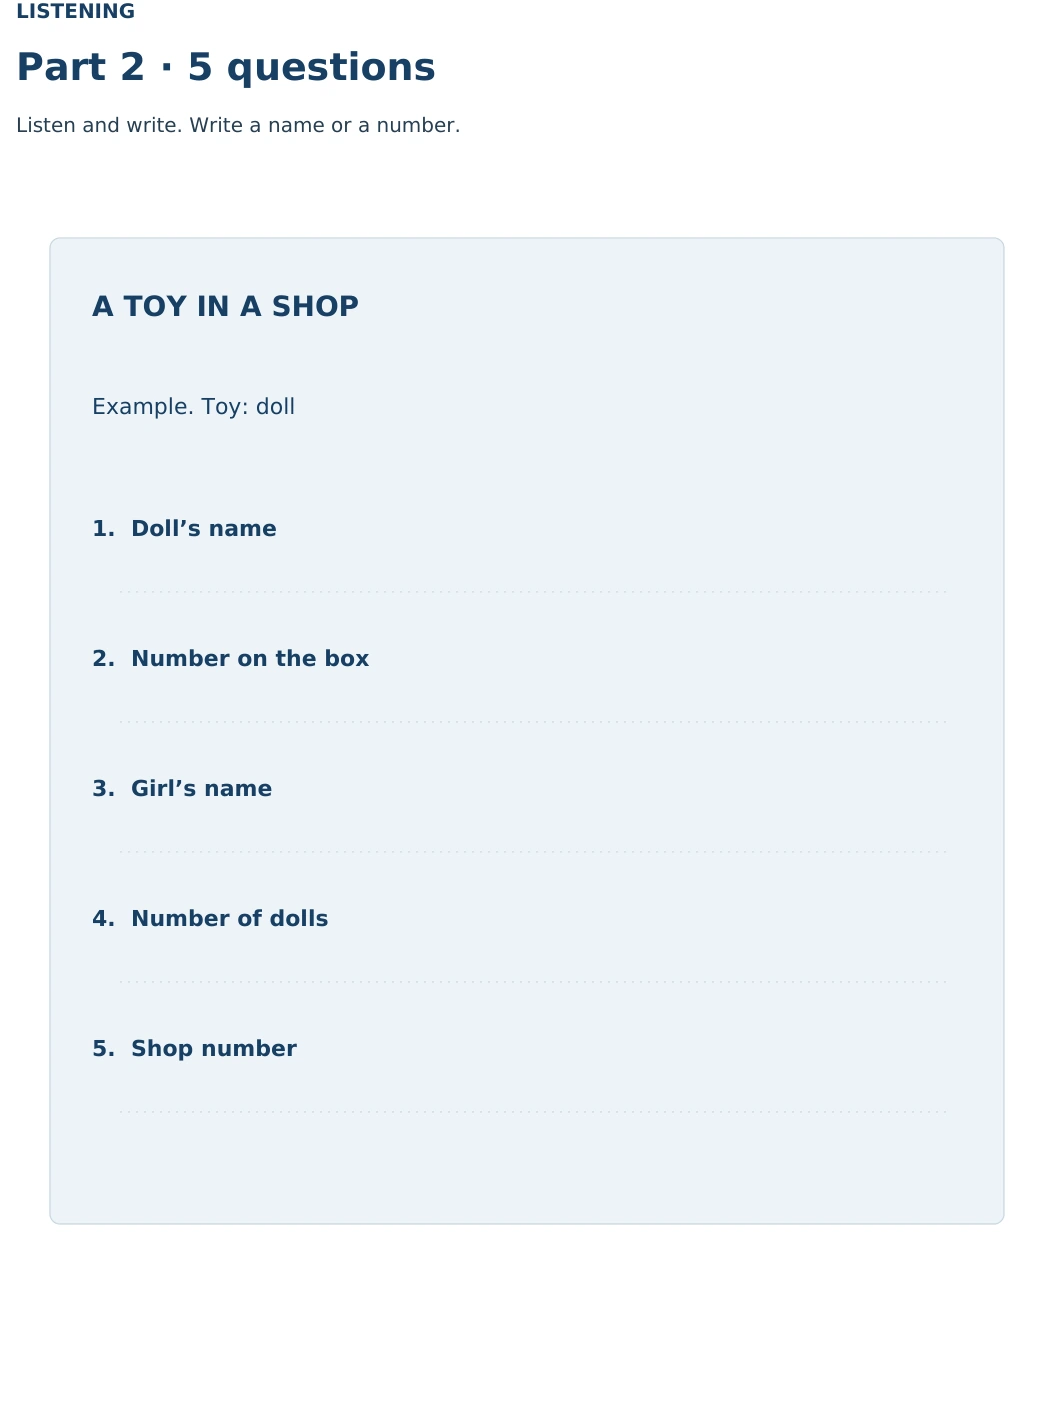 LISTENING
Part 2 · 5 questions
Listen and write. Write a name or a number.
A TOY IN A SHOP
Example. Toy: doll
1. Doll’s name
2. Number on the box
3. Girl’s name
4. Number of dolls
5. Shop number